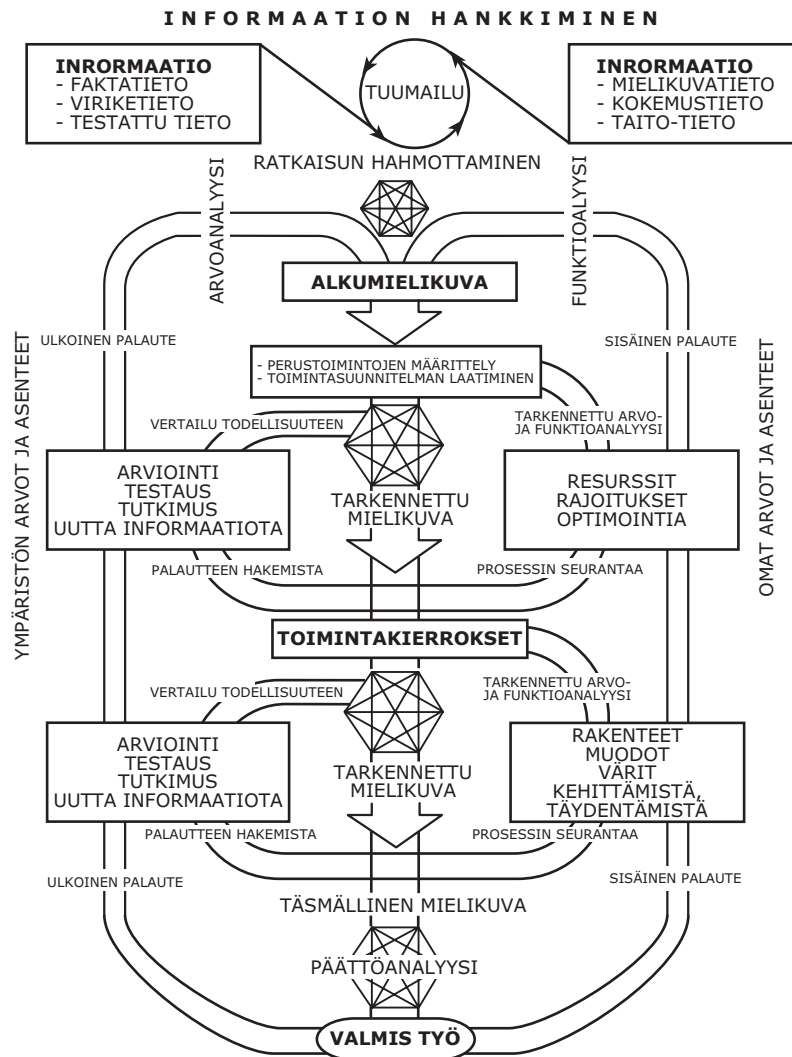 INFORMAATION HANKKIMINEN
INRORMAATIO
- FAKTATIETO
- VIRIKETIETO
- TESTATTU TIETO
TUUMAILU
INRORMAATIO
- MIELIKUVATIETO
- KOKEMUSTIETO
- TAITO-TIETO
RATKAISUN HAHMOTTAMINEN
ARVOANALYYSI
FUNKTIOALYYSI
ALKUMIELIKUVA
YMPÄRISTÖN ARVOT JA ASENTEET
OMAT ARVOT JA ASENTEET
ULKOINEN PALAUTE
SISÄINEN PALAUTE
- PERUSTOIMINTOJEN MÄÄRITTELY
- TOIMINTASUUNNITELMAN LAATIMINEN
VERTAILU TODELLISUUTEEN
TARKENNETTU ARVO-
JA FUNKTIOANALYYSI
ARVIOINTI
TESTAUS
TUTKIMUS
UUTTA INFORMAATIOTA
TARKENNETTU
MIELIKUVA
RESURSSIT
RAJOITUKSET
OPTIMOINTIA
PALAUTTEEN HAKEMISTA
PROSESSIN SEURANTAA
TOIMINTAKIERROKSET
VERTAILU TODELLISUUTEEN
TARKENNETTU ARVO-
JA FUNKTIOANALYYSI
ARVIOINTI
TESTAUS
TUTKIMUS
UUTTA INFORMAATIOTA
TARKENNETTU
MIELIKUVA
RAKENTEET
MUODOT
VÄRIT
KEHITTÄMISTÄ,
TÄYDENTÄMISTÄ
PALAUTTEEN HAKEMISTA
PROSESSIN SEURANTAA
ULKOINEN PALAUTE
SISÄINEN PALAUTE
TÄSMÄLLINEN MIELIKUVA
PÄÄTTÖANALYYSI
VALMIS TYÖ